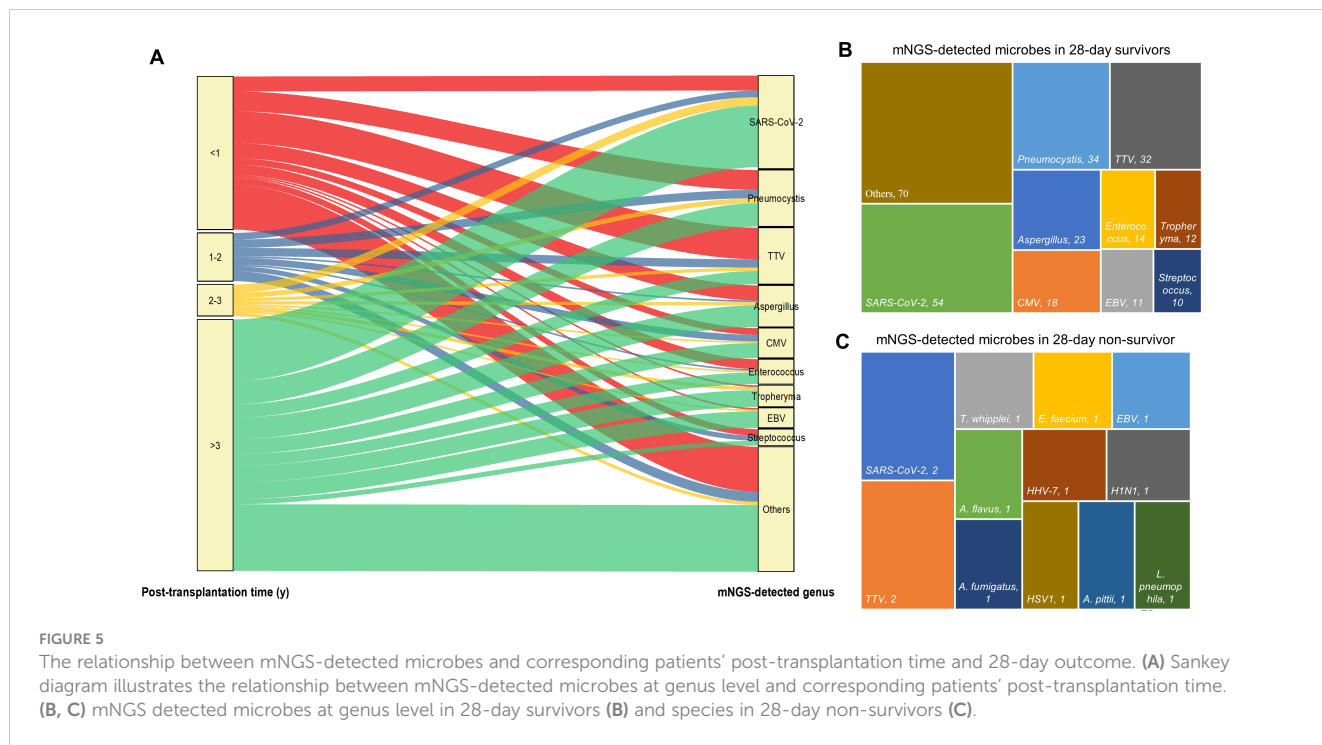 A
<1
1-2
2-3
>3
SARS-CoV-2
Pneumocystis
TTV
Aspergillus
CMV
Enterococcus
Tropheryma
EBV
Streptococcus
Others
Post-transplantation time (y)
mNGS-detected genus
B
mNGS-detected microbes in 28-day survivors
Others, 70
Pneumocystis, 34
TTV, 32
SARS-CoV-2, 54
Aspergillus, 23
Enteroco
ccus, 14
Tropher
yma, 12
CMV, 18
EBV, 11
Streptoc
occus,
10
C
mNGS-detected microbes in 28-day non-survivor
SARS-CoV-2, 2
T. whipplei, 1
E. faecium, 1
EBV, 1
TTV, 2
A. flavus, 1
HHV-7, 1
H1N1, 1
A. fumigatus,
1
HSV1, 1
A. pittii, 1
L.
pneumop
hila, 1
FIGURE 5
The relationship between mNGS-detected microbes and corresponding patients' post-transplantation time and 28-day outcome. (A) Sankey
diagram illustrates the relationship between mNGS-detected microbes at genus level and corresponding patients' post-transplantation time.
(B, C) mNGS detected microbes at genus level in 28-day survivors (B) and species in 28-day non-survivors (C).